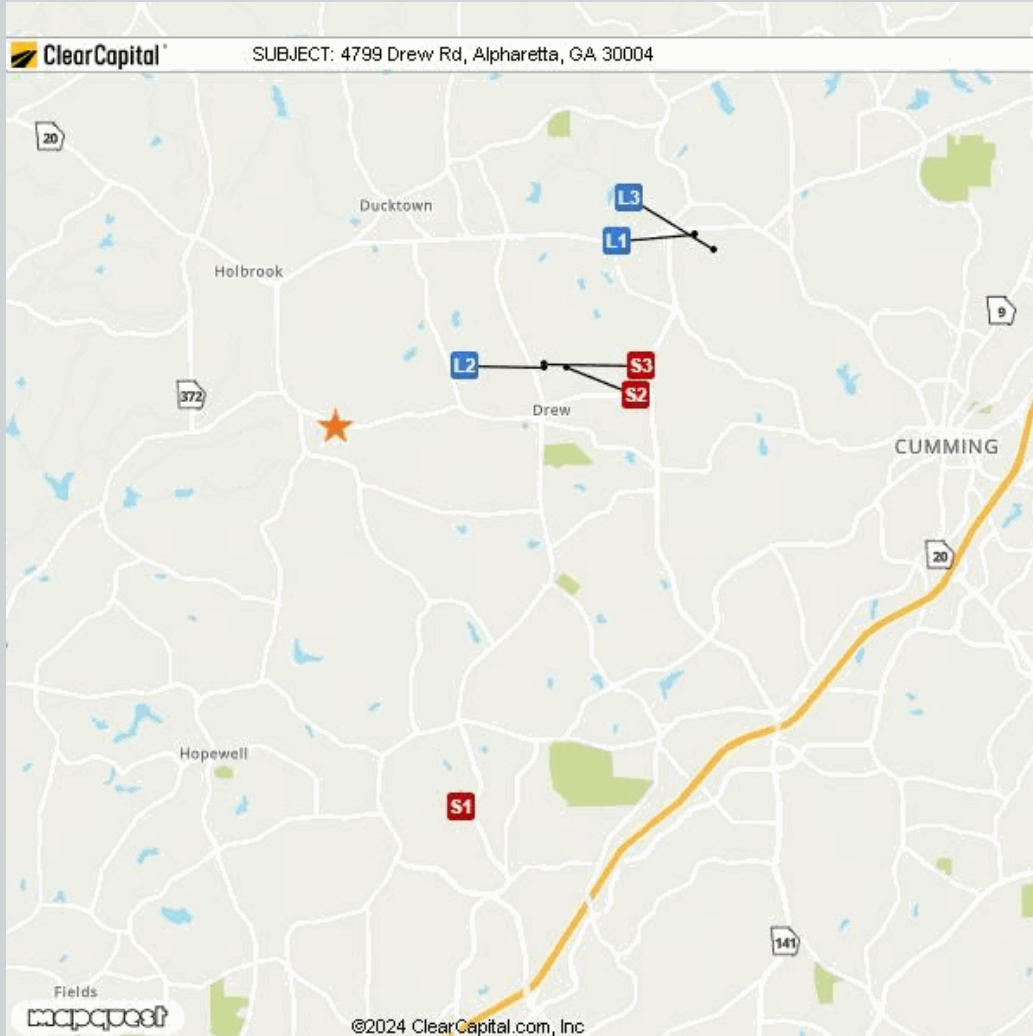 ClearCapital
SUBJECT: 4799 Drew Rd, Alpharetta, GA 30004
20
L3
Ducktown
L1
Holbrook
9
L2
S3
372
S2
Drew
CUMMING
20
Hopewell
S1
141
Fields
mapquest
©2024 ClearCapital.com, Inc